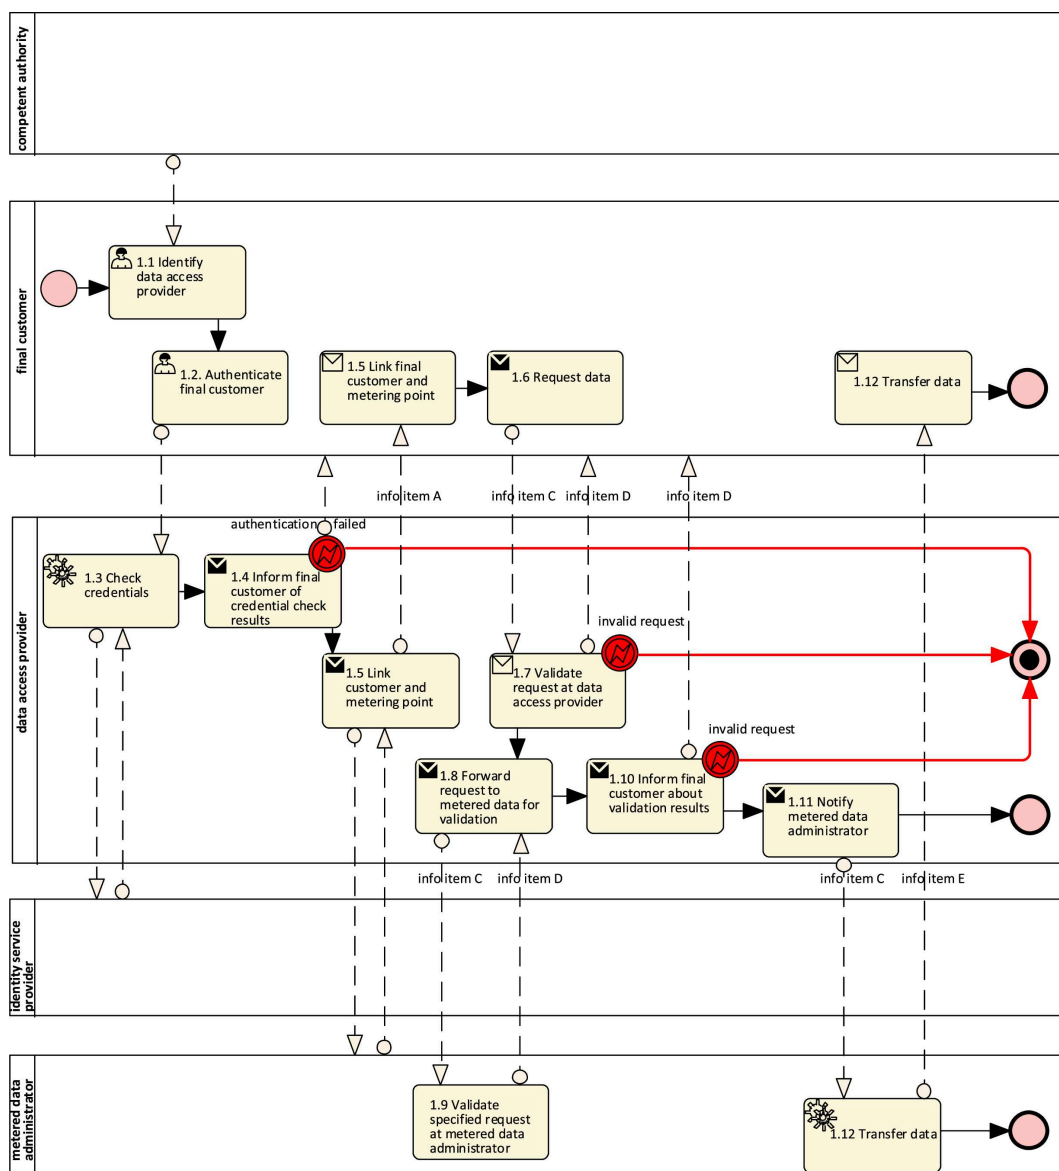 competent authority
final customer
1.1 Identify
data access
provider
1.2. Authenticate
final customer
1.5 Link final
customer and
metering point
1.6 Request data
1.12 Transfer data
info item A
info item C
info item D
info item D
data access provider
authentication failed
1.3 Check
credentials
1.4 Inform final
customer of
credential check
results
invalid request
1.5 Link
customer and
metering point
1.7 Validate
request at data
access provider
invalid request
1.8 Forward
request to
metered data for
validation
1.10 Inform final
customer about
validation results
1.11 Notify
metered data
administrator
info item C
info item D
info item C
info item E
identity service
provider
metered data
administrator
1.9 Validate
specified request
at metered data
administrator
1.12 Transfer data